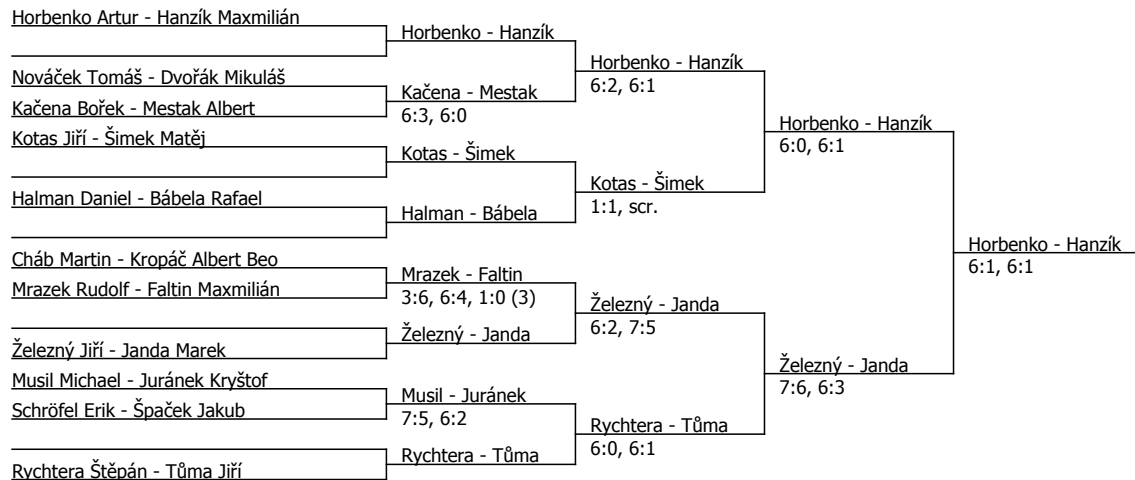 Horbenko Artur - Hanzík Maxmilián
Nováček Tomáš - Dvořák Mikuláš
Kačena Bořek - Mestak Albert
Kotas Jiří - Šimek Matěj
Halman Daniel - Bábela Rafael
Cháb Martin - Kropáč Albert Beo
Mrazek Rudolf - Faltin Maxmilián
Železný Jiří - Janda Marek
Musil Michael - Juránek Kryštof
Schröfel Erik - Špaček Jakub
Rychtera Štěpán - Tůma Jiří
Horbenko - Hanzík
Kačena - Mestak
6:3, 6:0
Kotas - Šimek
Halman - Bábela
Mrazek - Faltin
3:6, 6:4, 1:0 (3)
Železný - Janda
Musil - Juránek
7:5, 6:2
Rychtera - Tůma
Horbenko - Hanzík
6:2, 6:1
Kotas - Šimek
1:1, scr.
Železný - Janda
6:2, 7:5
Rychtera - Tůma
6:0, 6:1
Horbenko - Hanzík
6:0, 6:1
Železný - Janda
7:6, 6:3
Horbenko - Hanzík
6:1, 6:1